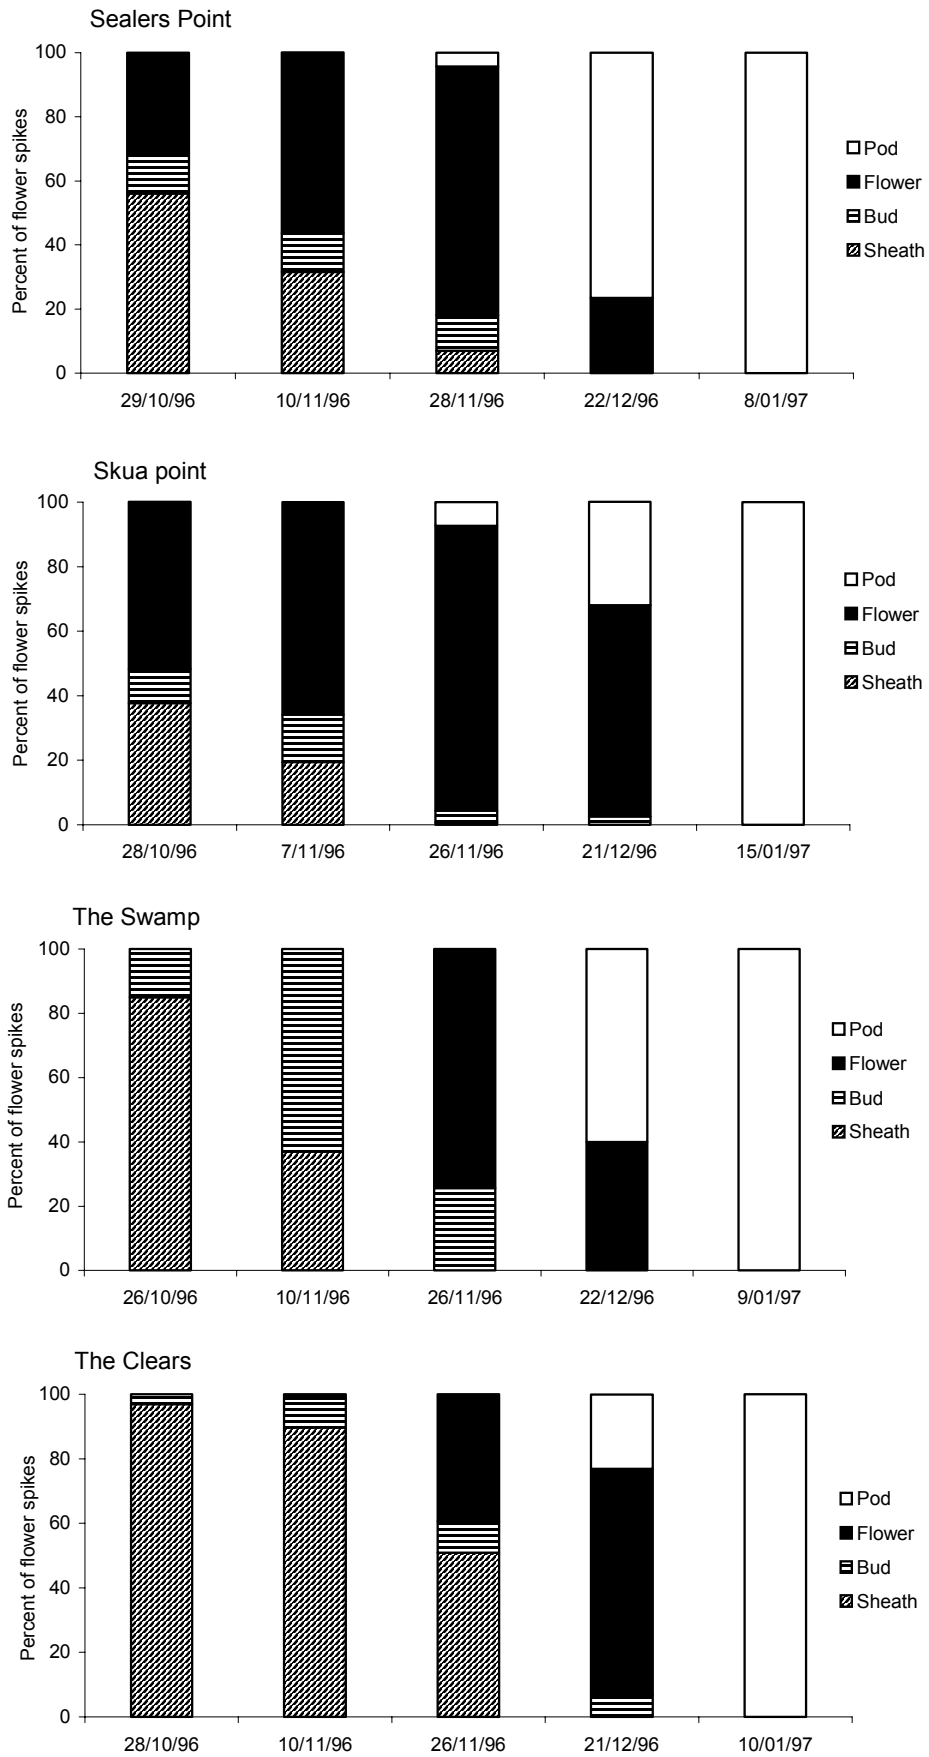 Sealers Point
100
80
60
40
20
0
Percent of flower spikes
29/10/96 10/11/96 28/11/96 22/12/96 8/01/97
Pod
Flower
Bud
Sheath
Skua point
100
80
60
40
20
0
Percent of flower spikes
28/10/96 7/11/96 26/11/96 21/12/96 15/01/97
Pod
Flower
Bud
Sheath
The Swamp
100
80
60
40
20
0
Percent of flower spikes
26/10/96 10/11/96 26/11/96 22/12/96 9/01/97
Pod
Flower
Bud
Sheath
The Clears
100
80
60
40
20
0
Percent of flower spikes
28/10/96 10/11/96 26/11/96 21/12/96 10/01/97
Pod
Flower
Bud
Sheath